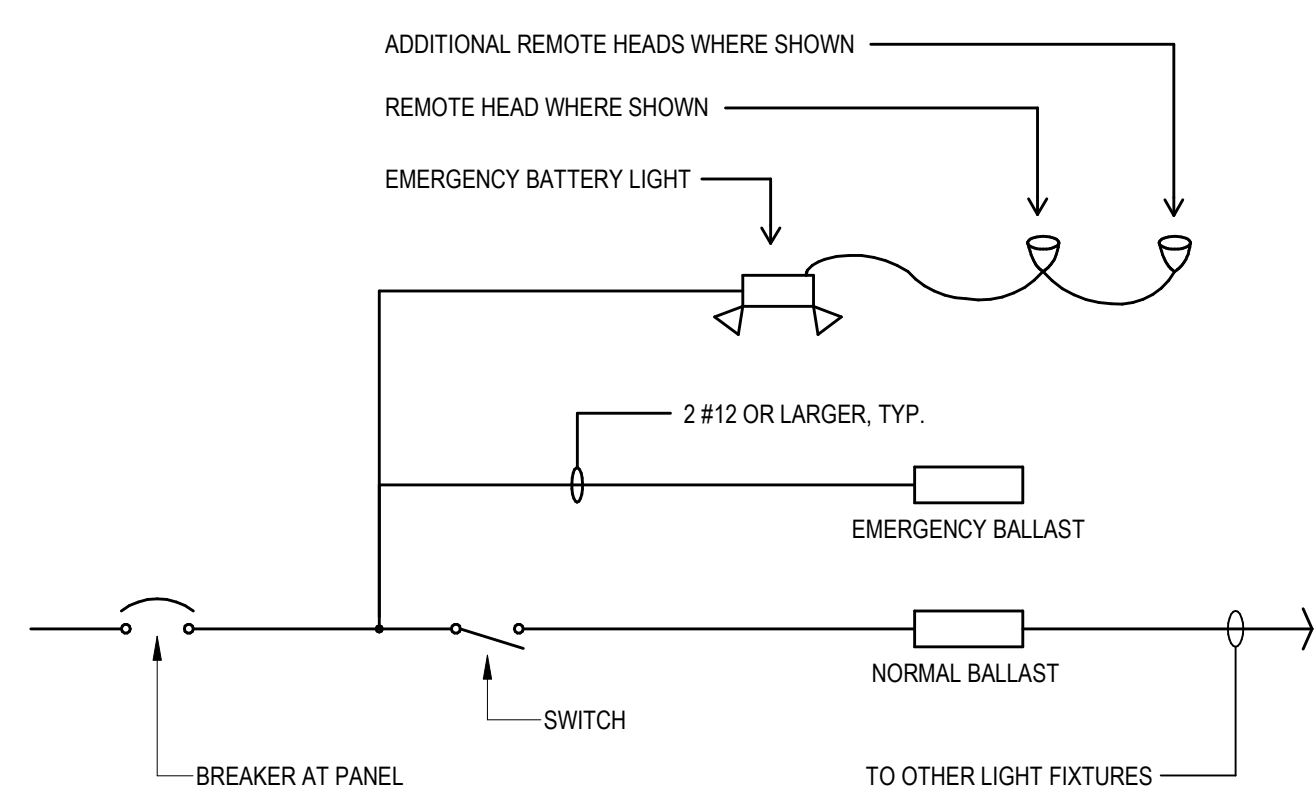 ADDITIONAL REMOTE HEADS WHERE SHOWN
REMOTE HEAD WHERE SHOWN
EMERGENCY BATTERY LIGHT
2 #12 OR LARGER, TYP.
EMERGENCY BALLAST
NORMAL BALLAST
SWITCH
BREAKER AT PANEL
TO OTHER LIGHT FIXTURES